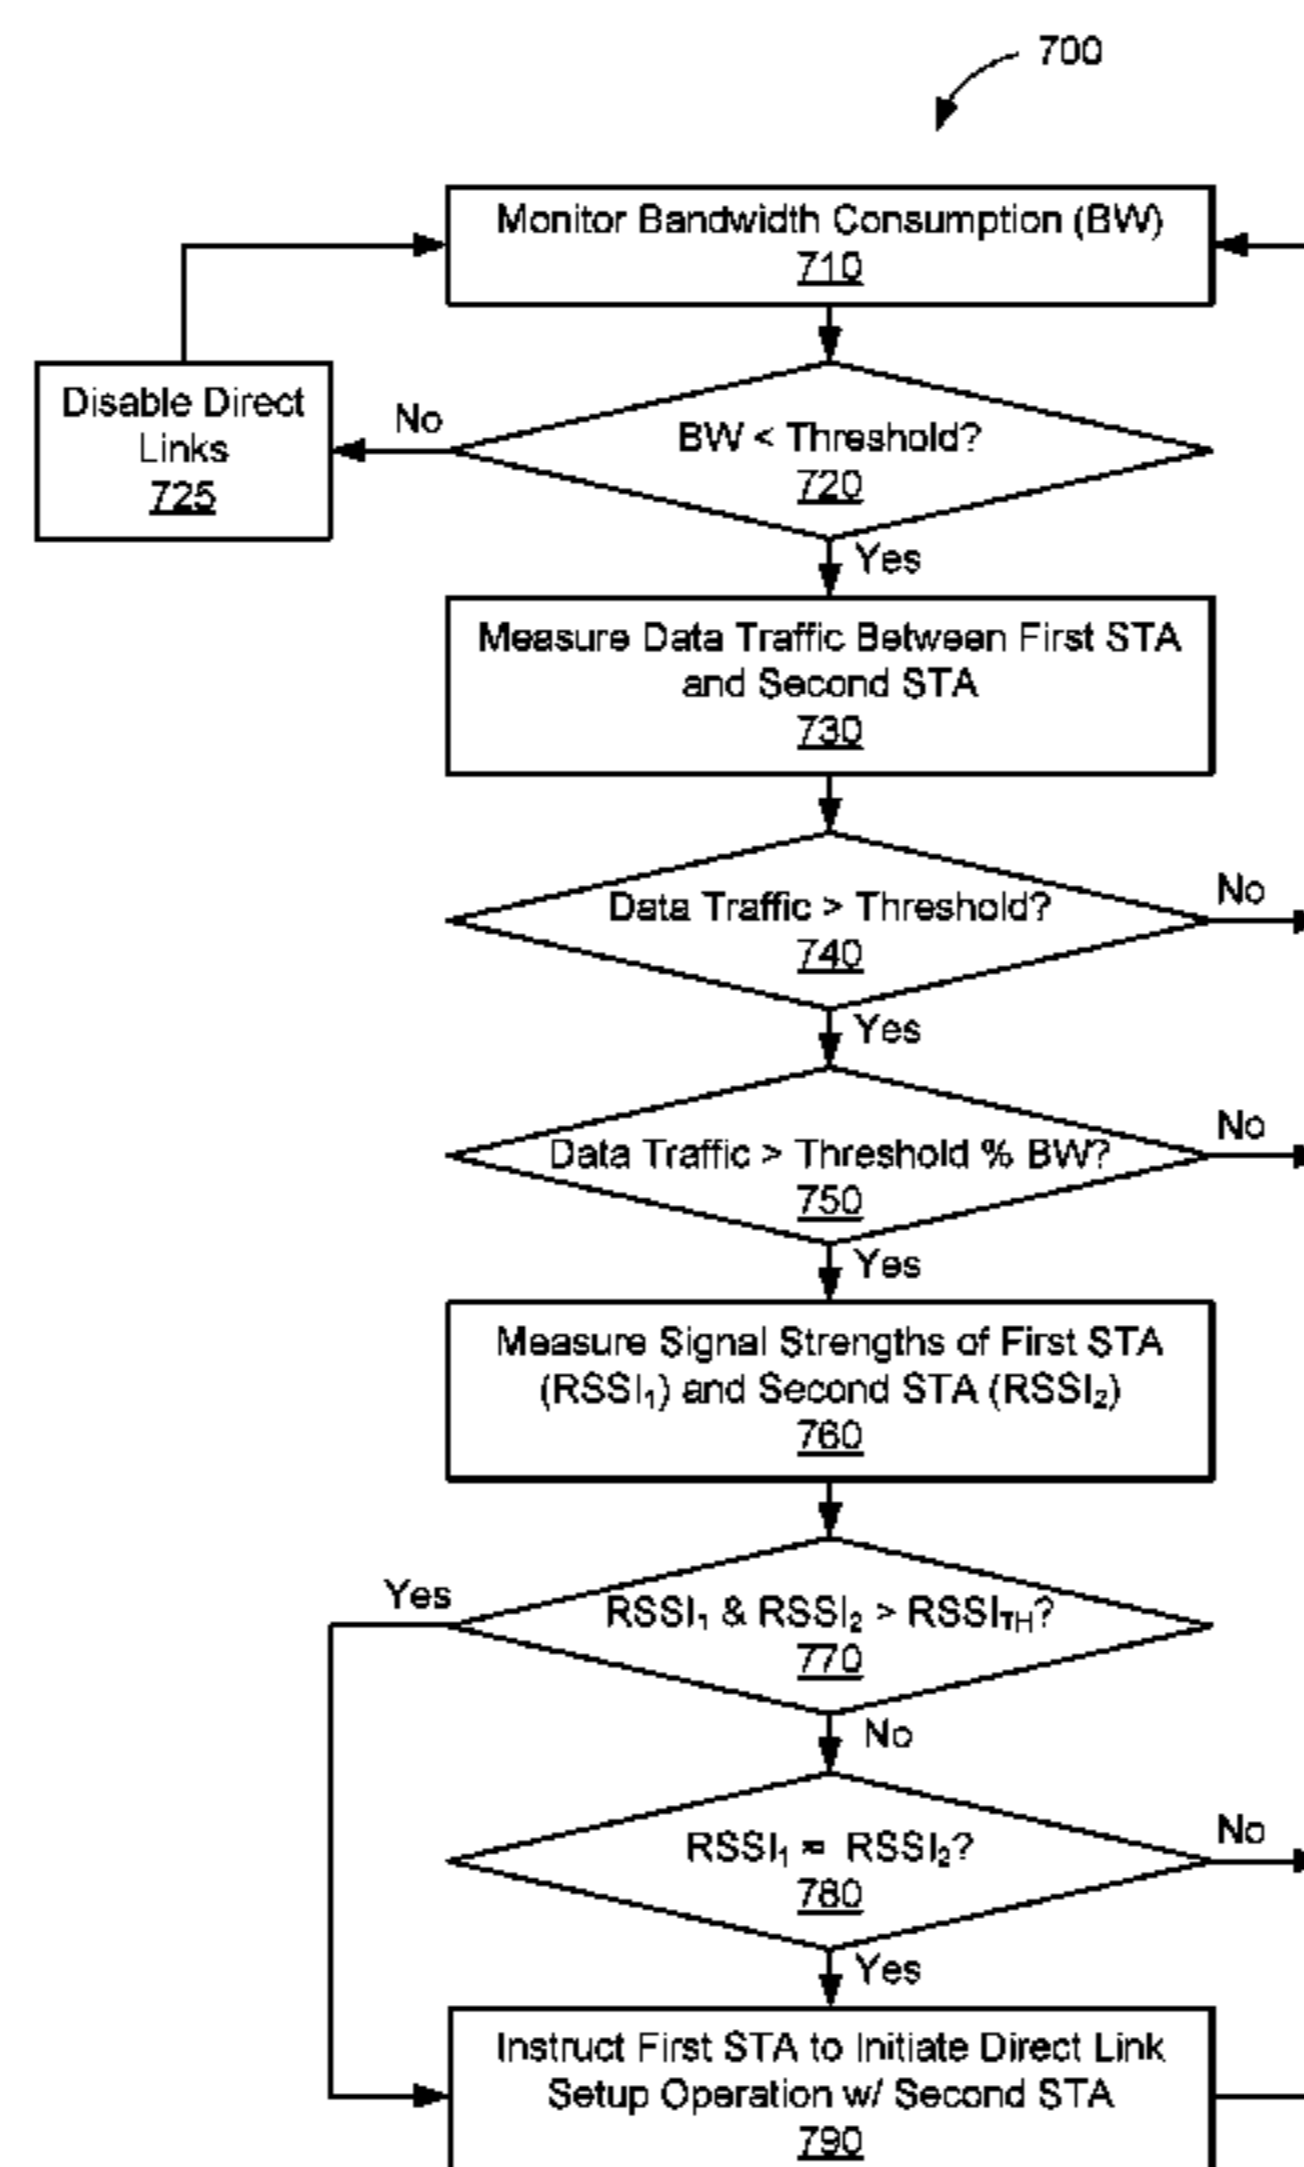 700
Monitor Bandwidth Consumption (BW)
710
Disable Direct
Links
725
No
BW < Threshold?
720
Yes
Measure Data Traffic Between First STA
and Second STA
730
Data Traffic > Threshold?
740
No
Yes
Data Traffic > Threshold % BW?
750
No
Yes
Measure Signal Strengths of First STA
(RSSI₁) and Second STA (RSSI₂)
760
Yes
RSSI₁ & RSSI₂ > RSSI_TH?
770
No
RSSI₁ ≈ RSSI₂?
780
No
Yes
Instruct First STA to Initiate Direct Link
Setup Operation w/ Second STA
790